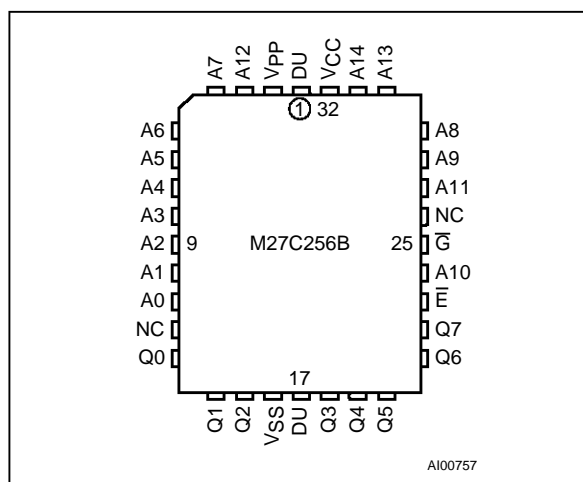 A7 A12 VPP DU VCC A14 A13
1 32
A6 A8
A5 A9
A4 A11
A3 NC
A2 9 M27C256B 25 G̅
A1 A10
A0 E̅
NC Q7
Q0 Q6
17
Q1 Q2 VSS DU Q3 Q4 Q5
AI00757